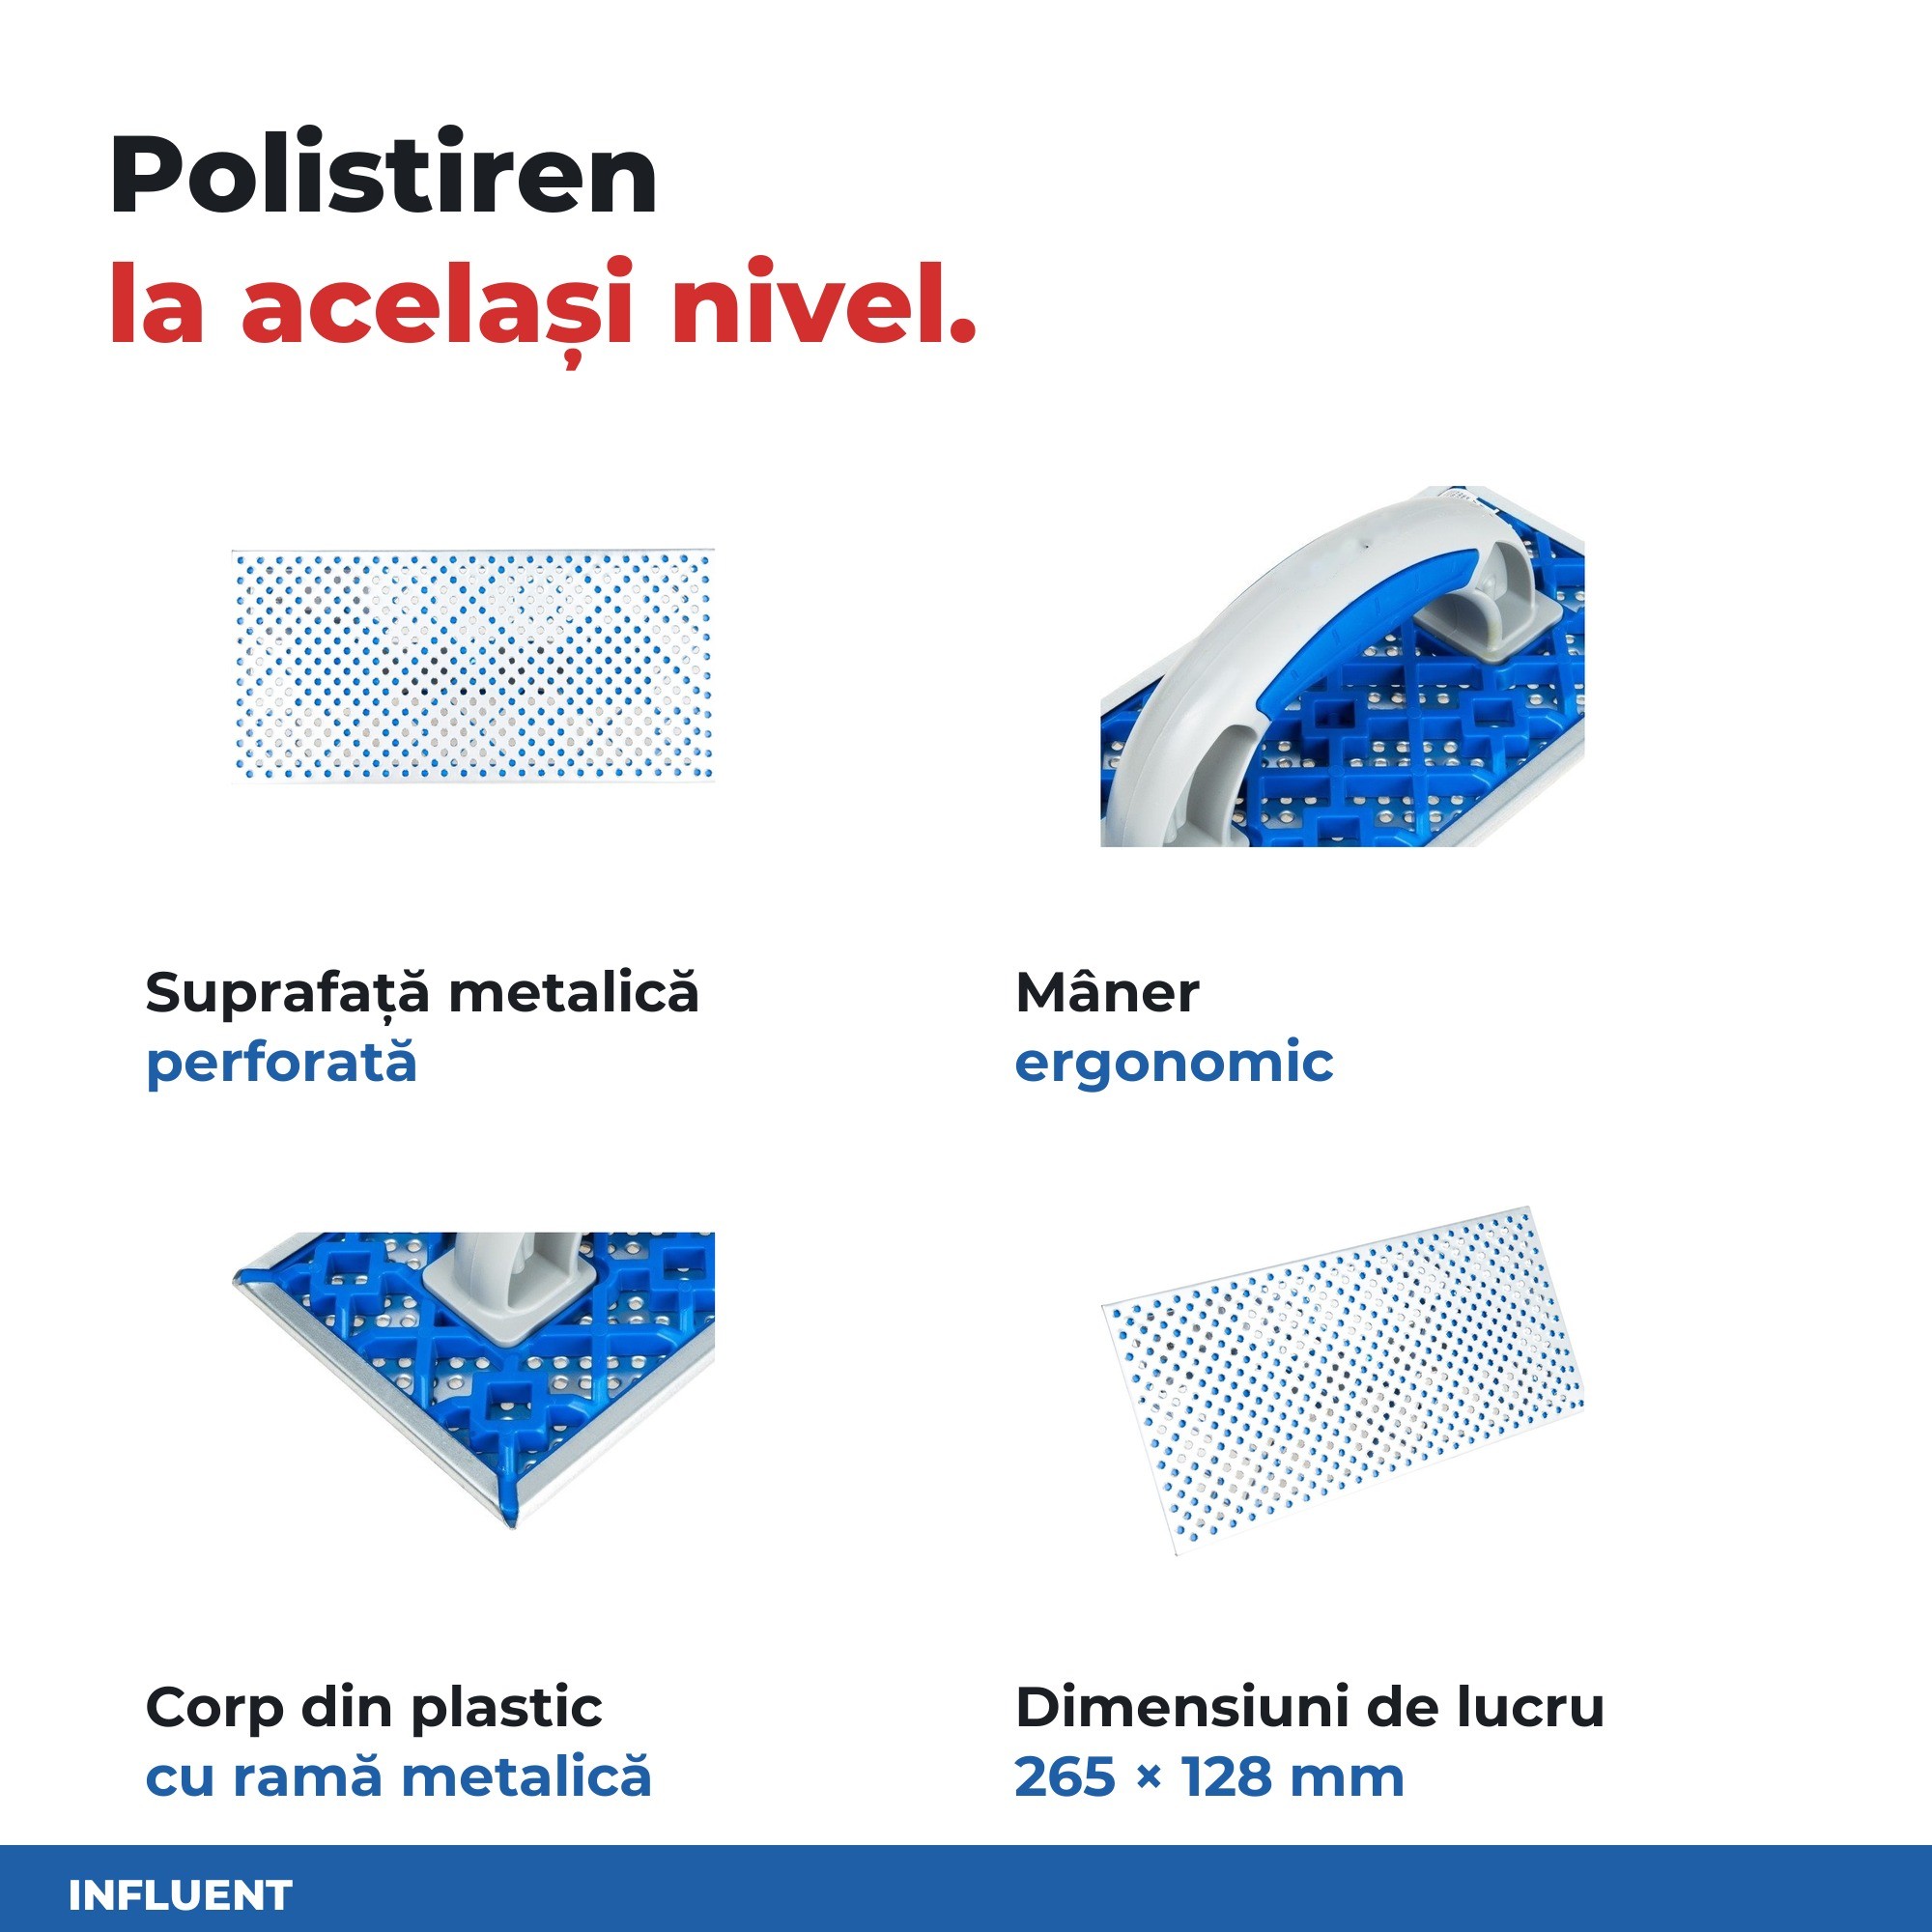 Polistiren
la același nivel.
Suprafață metalică
perforată
Mâner
ergonomic
Corp din plastic
cu ramă metalică
Dimensiuni de lucru
265 × 128 mm
INFLUENT